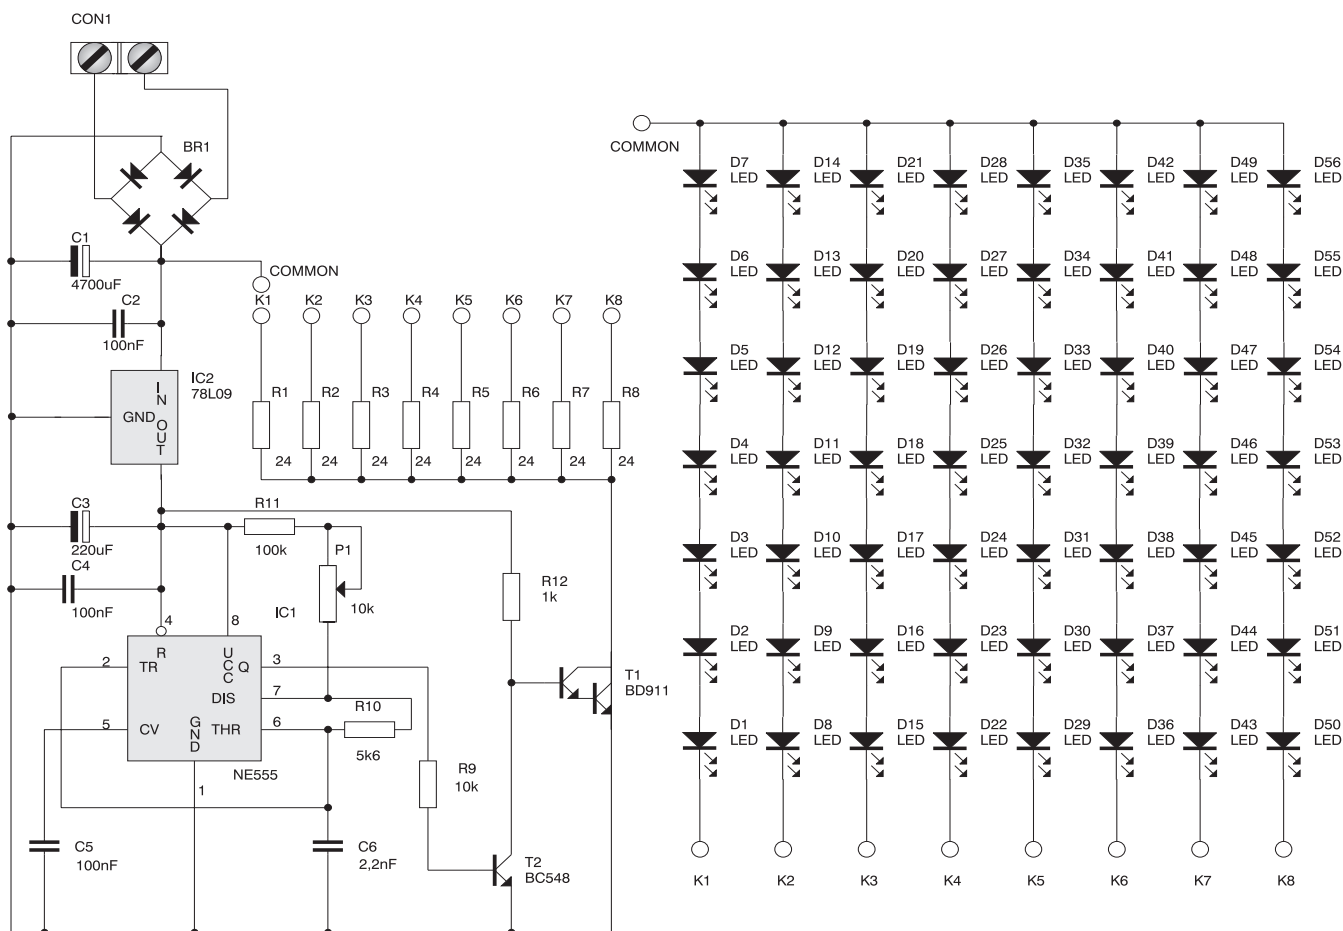 CON1
BR1
COMMON
C1
4700uF
C2
100nF
COMMON
K1 K2 K3 K4 K5 K6 K7 K8
IC2
78L09
IN
GND
OUT
R1 R2 R3 R4 R5 R6 R7 R8
24 24 24 24 24 24 24 24
C3
220uF
C4
100nF
R11
100k
P1
10k
IC1
R12
1k
4 8
R UCC Q
2 TR 3
DIS 7
5 CV GND THR 6
NE555
1
R10
5k6
R9
10k
T1
BD911
T2
BC548
C5
100nF
C6
2,2nF
D7 D14 D21 D28 D35 D42 D49 D56
LED LED LED LED LED LED LED LED
D6 D13 D20 D27 D34 D41 D48 D55
LED LED LED LED LED LED LED LED
D5 D12 D19 D26 D33 D40 D47 D54
LED LED LED LED LED LED LED LED
D4 D11 D18 D25 D32 D39 D46 D53
LED LED LED LED LED LED LED LED
D3 D10 D17 D24 D31 D38 D45 D52
LED LED LED LED LED LED LED LED
D2 D9 D16 D23 D30 D37 D44 D51
LED LED LED LED LED LED LED LED
D1 D8 D15 D22 D29 D36 D43 D50
LED LED LED LED LED LED LED LED
K1 K2 K3 K4 K5 K6 K7 K8